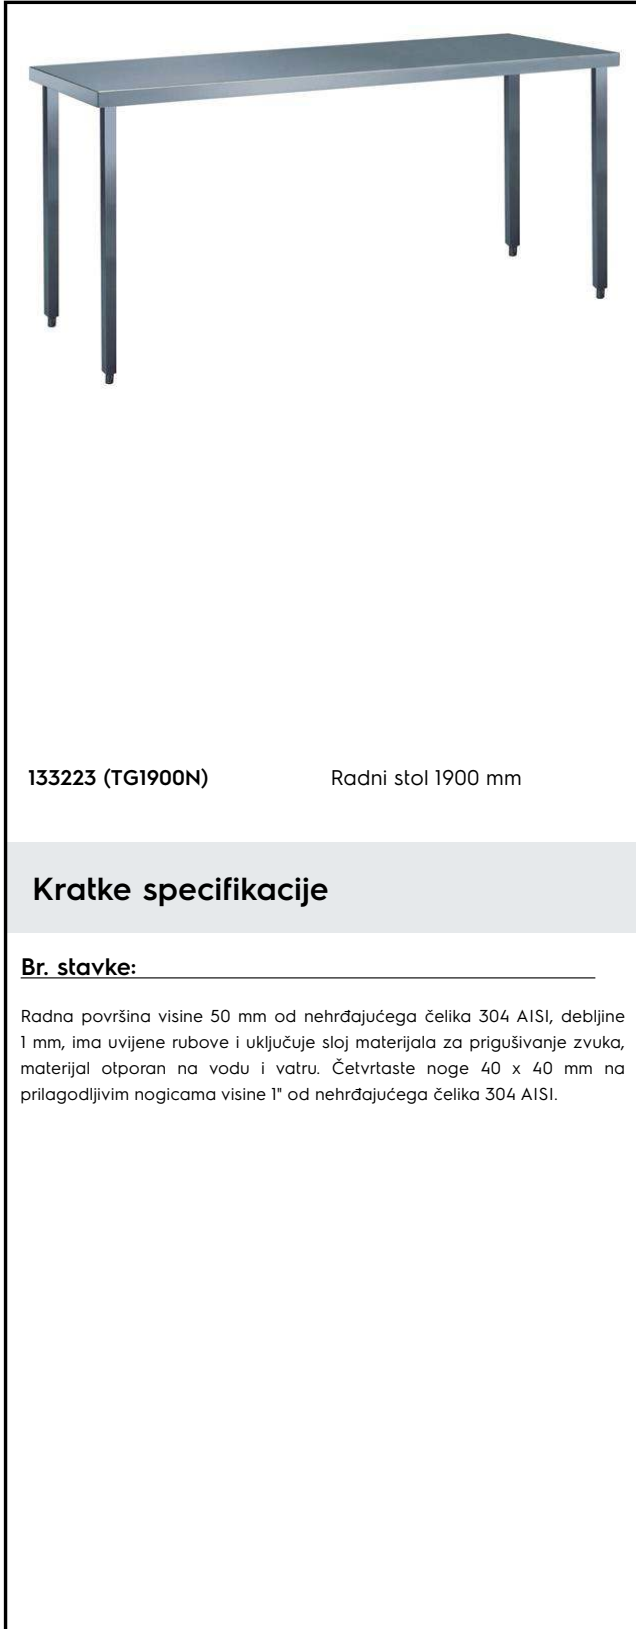 133223 (TG1900N) Radni stol 1900 mm
Kratke specifikacije
Br. stavke:
Radna površina visine 50 mm od nehrđajućega čelika 304 AISI, debljine
1 mm, ima uvijene rubove i uključuje sloj materijala za prigušivanje zvuka,
materijal otporan na vodu i vatru. Četvrtaste noge 40 x 40 mm na
prilagodljivim nogicama visine 1" od nehrđajućega čelika 304 AISI.